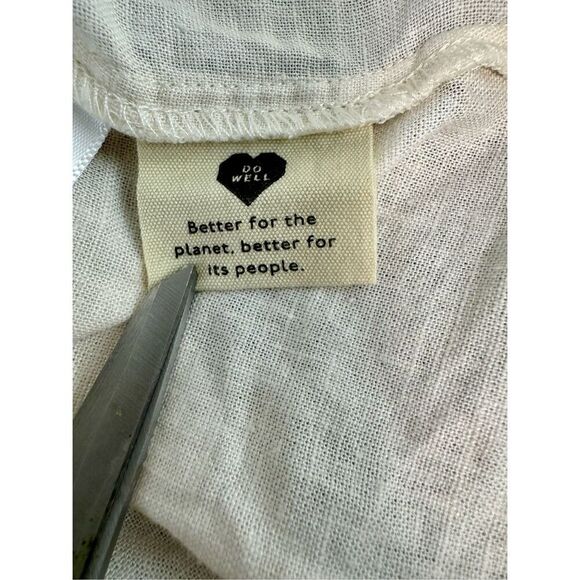 DO
WELL
Better for the
planet, better for
its people.